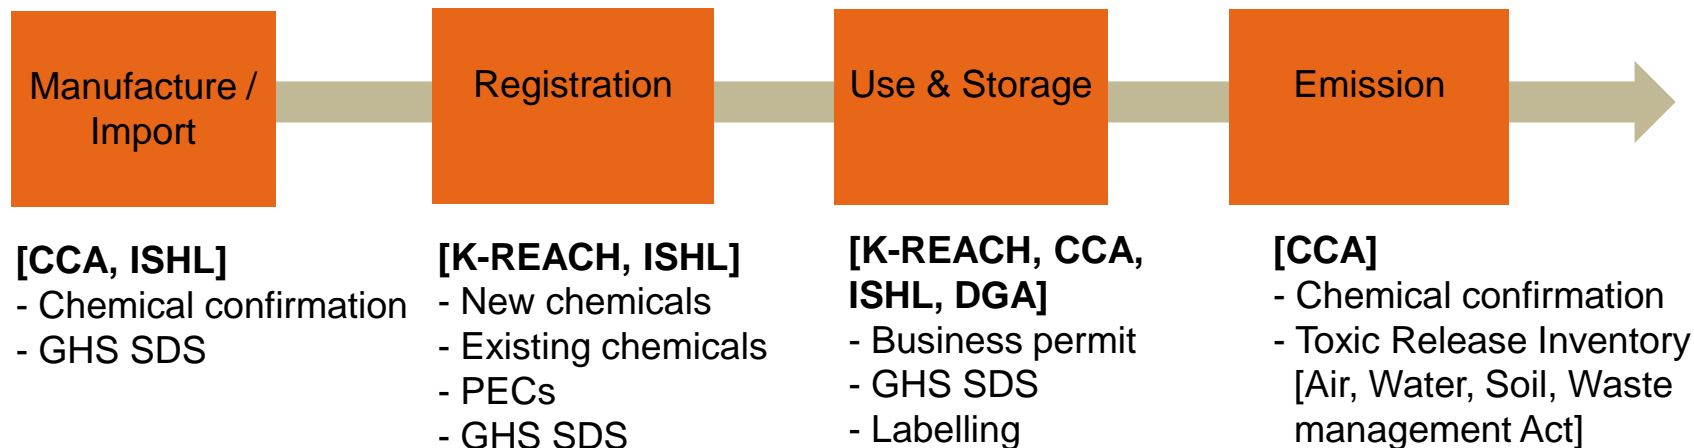 Manufacture /
Import
Registration
Use & Storage
Emission
[CCA, ISHL]
- Chemical confirmation
- GHS SDS
[K-REACH, ISHL]
- New chemicals
- Existing chemicals
- PECs
- GHS SDS
[K-REACH, CCA,
ISHL, DGA]
- Business permit
- GHS SDS
- Labelling
[CCA]
- Chemical confirmation
- Toxic Release Inventory
[Air, Water, Soil, Waste
management Act]